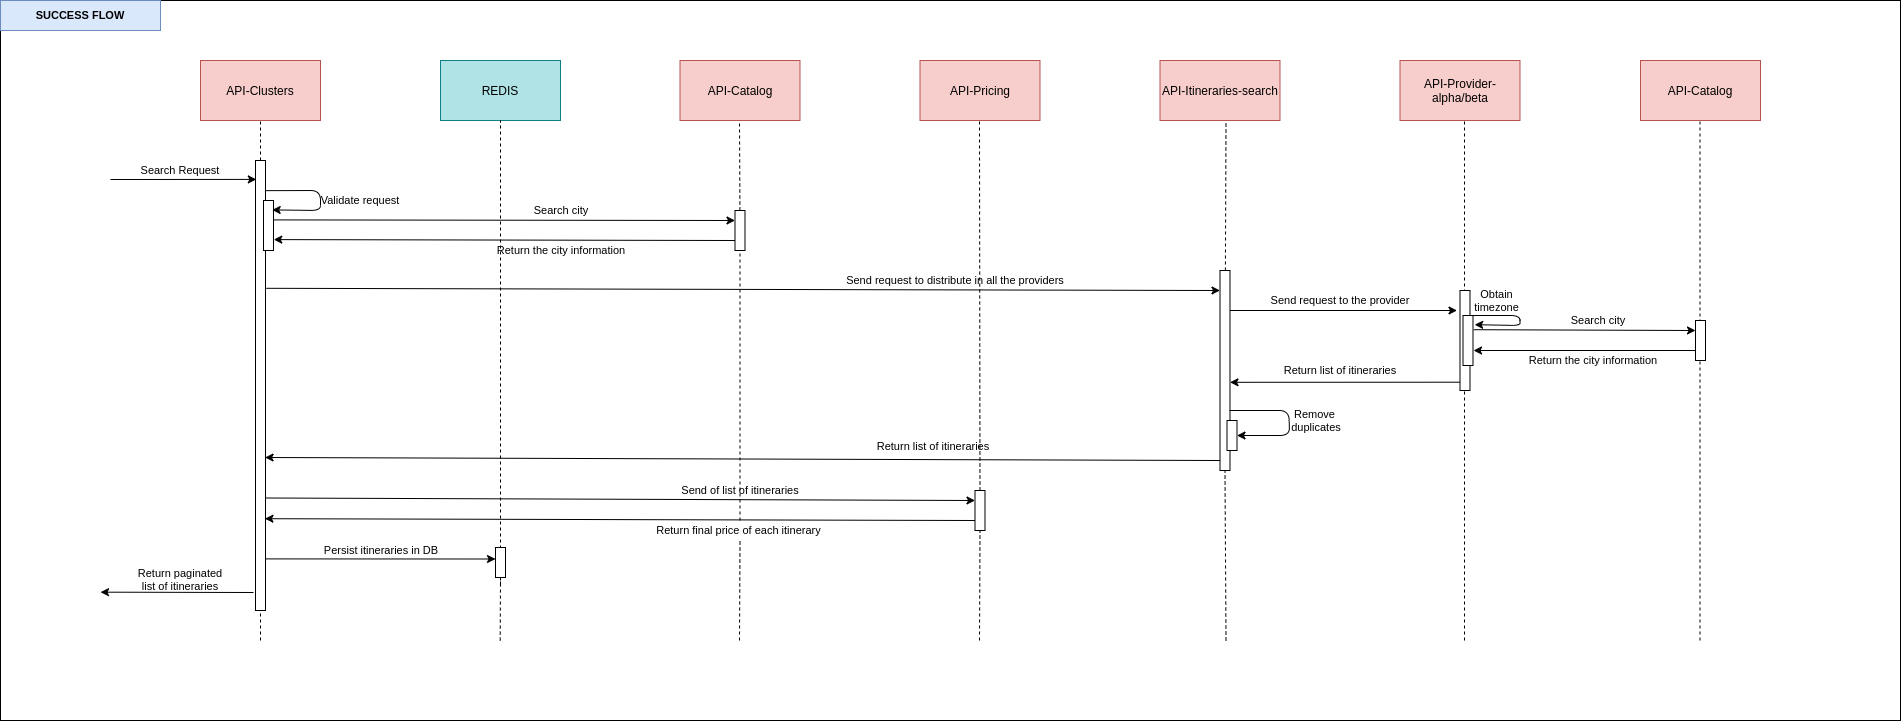 SUCCESS FLOW
API-Clusters
REDIS
API-Catalog
API-Pricing
API-Itineraries-search
API-Provider-
alpha/beta
API-Catalog
Search Request
Validate request
Search city
Return the city information
Send request to distribute in all the providers
Send request to the provider
Obtain
timezone
Search city
Return the city information
Return list of itineraries
Remove
duplicates
Return list of itineraries
Send of list of itineraries
Return final price of each itinerary
Persist itineraries in DB
Return paginated
list of itineraries